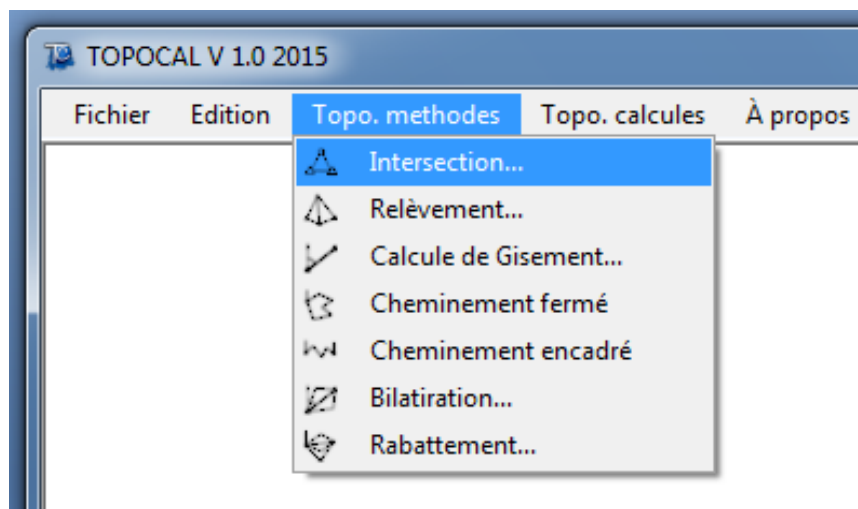 TOPOCAL V 1.0 2015
Fichier Edition Topo. methodes Topo. calcules À propos
Intersection...
Relèvement...
Calcule de Gisement...
Cheminement fermé
Cheminement encadré
Bilatiration...
Rabattement...